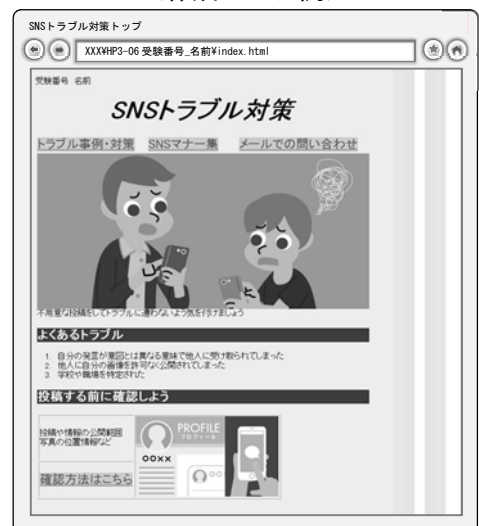 SNSトラブル対策トップ
XXX¥HP3-06 受験番号_名前¥index.html
受験番号 名前
SNSトラブル対策
トラブル事例・対策 SNSマナー集 メールでの問い合わせ
不用意な投稿をしてトラブルに遭わないよう気を付けましょう
よくあるトラブル
1. 自分の発言が意図とは異なる意味で他人に受け取られてしまった
2. 他人に自分の画像を許可なく公開されてしまった
3. 学校や職場を特定された
投稿する前に確認しよう
投稿や情報の公開範囲
写真の位置情報など
確認方法はこちら
PROFILE
プロフィール
OOXX